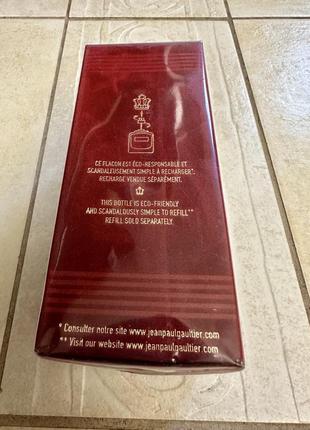 CE FLACON EST ÉCO-RESPONSABLE ET
SCANDALEUSEMENT SIMPLE À RECHARGER*.
RECHARGE VENDUE SÉPARÉMENT.
THIS BOTTLE IS ECO-FRIENDLY
AND SCANDALOUSLY SIMPLE TO REFILL**
REFILL SOLD SEPARATELY.
* Consulter notre site www.jeanpaulgaultier.com
** Visit our website www.jeanpaulgaultier.com